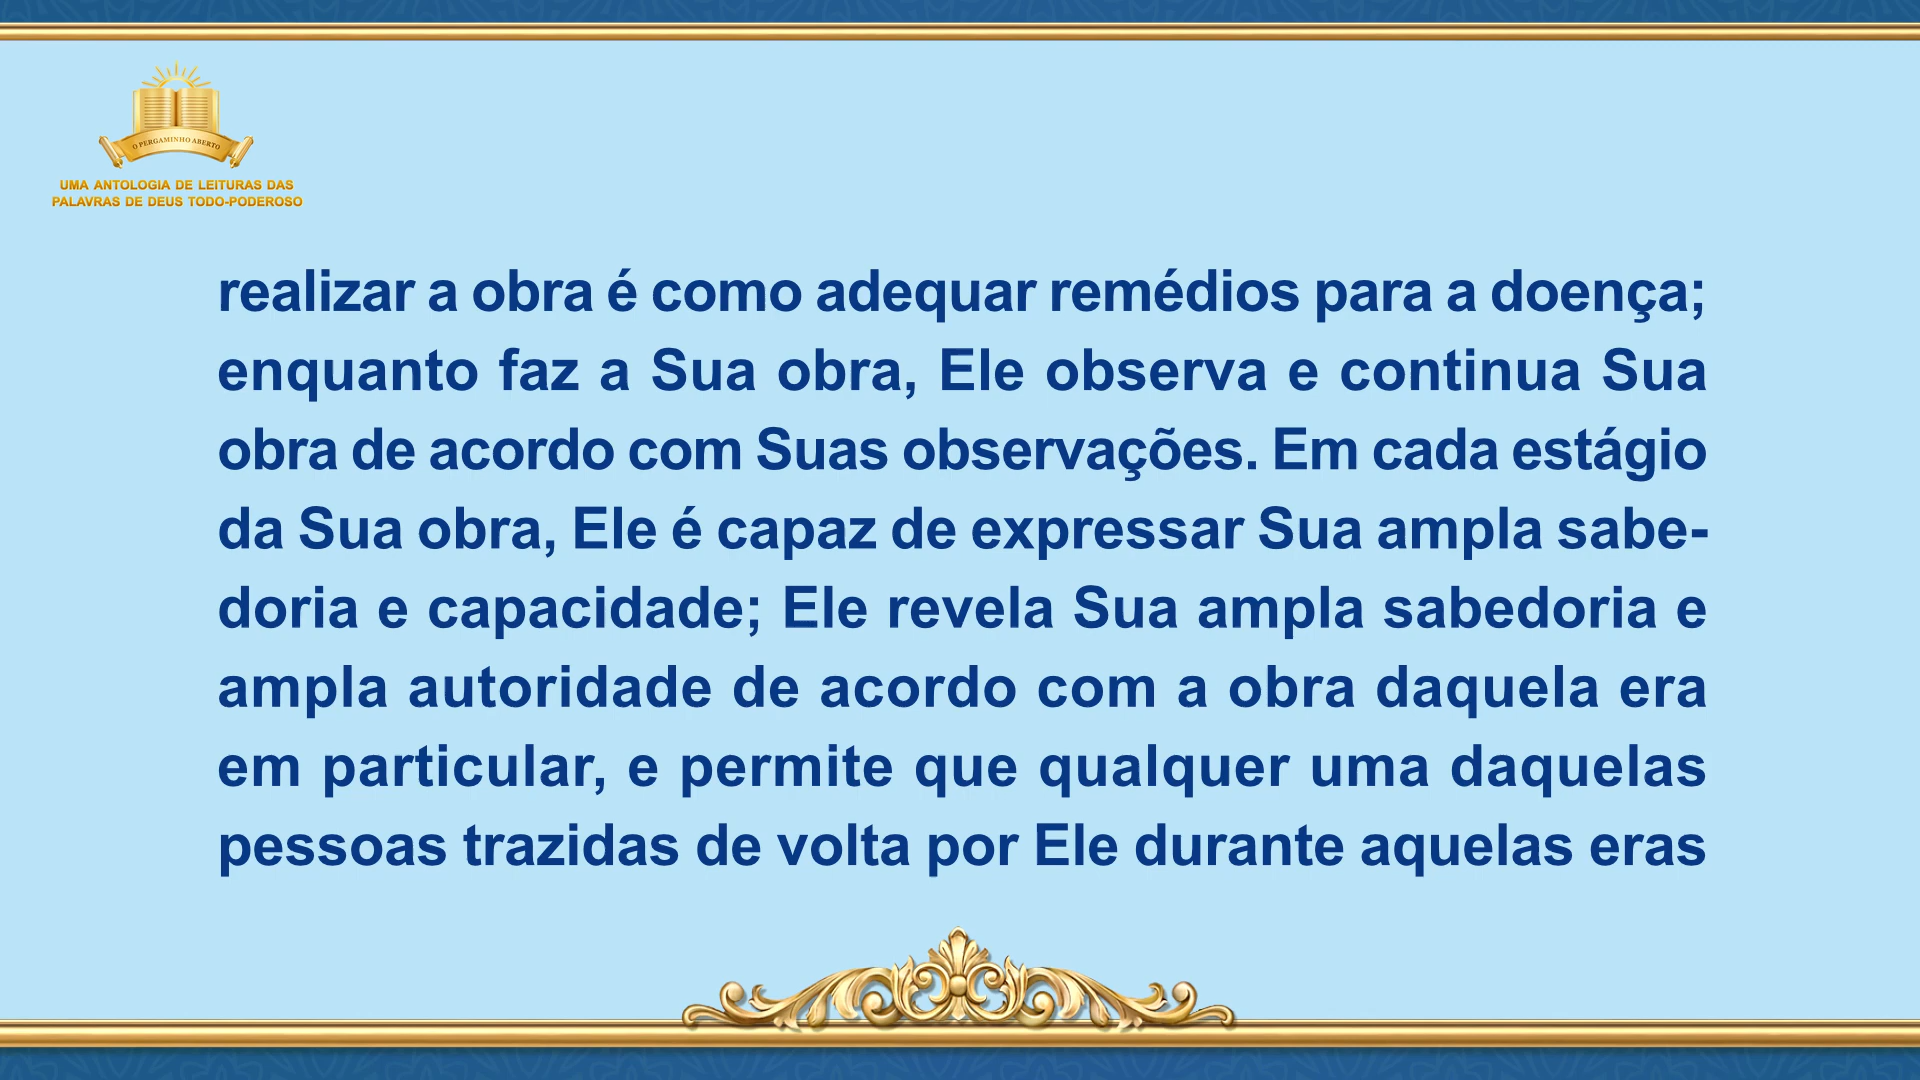 O PERGAMINHO ABERTO
UMA ANTOLOGIA DE LEITURAS DAS
PALAVRAS DE DEUS TODO-PODEROSO
realizar a obra é como adequar remédios para a doença;
enquanto faz a Sua obra, Ele observa e continua Sua
obra de acordo com Suas observações. Em cada estágio
da Sua obra, Ele é capaz de expressar Sua ampla sabe-
doria e capacidade; Ele revela Sua ampla sabedoria e
ampla autoridade de acordo com a obra daquela era
em particular, e permite que qualquer uma daquelas
pessoas trazidas de volta por Ele durante aquelas eras